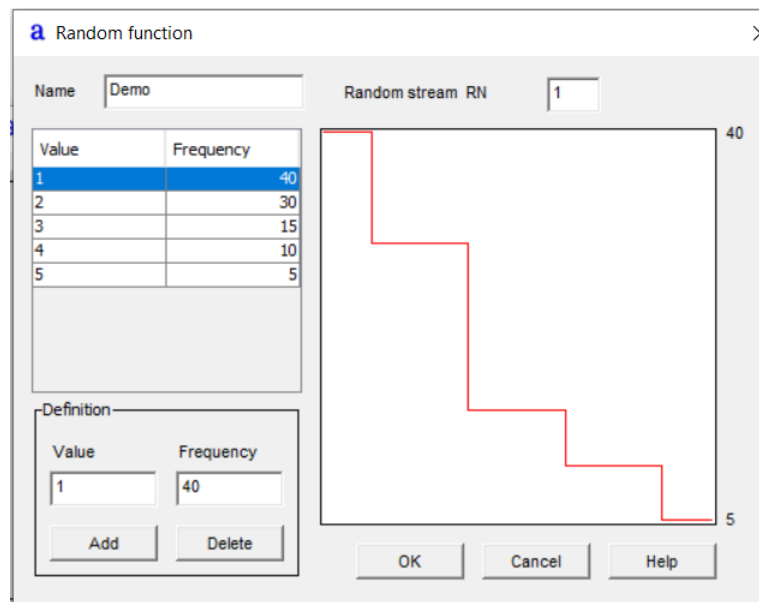 a Random function
Name Demo Random stream RN 1
Value Frequency
1 40
2 30
3 15
4 10
5 5
40
5
Definition
Value Frequency
1 40
Add Delete
OK Cancel Help